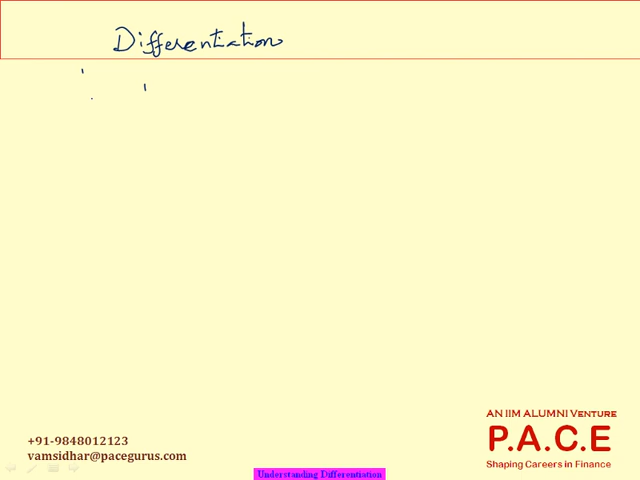 Differentiation
AN IIM ALUMNI VENTURE
P.A.C.E
Shaping Careers in Finance
+91-9848012123
vamsidhar@pacegurus.com
Understanding Differentiation